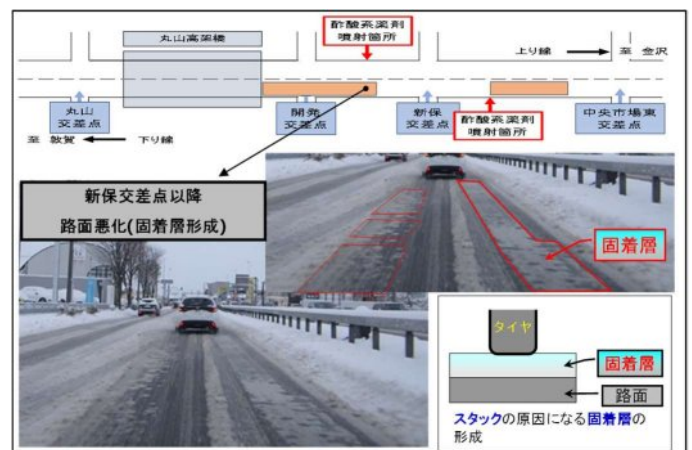 丸山高架橋
酢酸系薬剤
噴射箇所
上り線
至 金沢
丸山
交差点
開発
交差点
新保
交差点
酢酸系薬剤
噴射箇所
中央市場東
交差点
至 敦賀
下り線
新保交差点以降
路面悪化(固着層形成)
固着層
タイヤ
固着層
路面
スタックの原因になる固着層の
形成